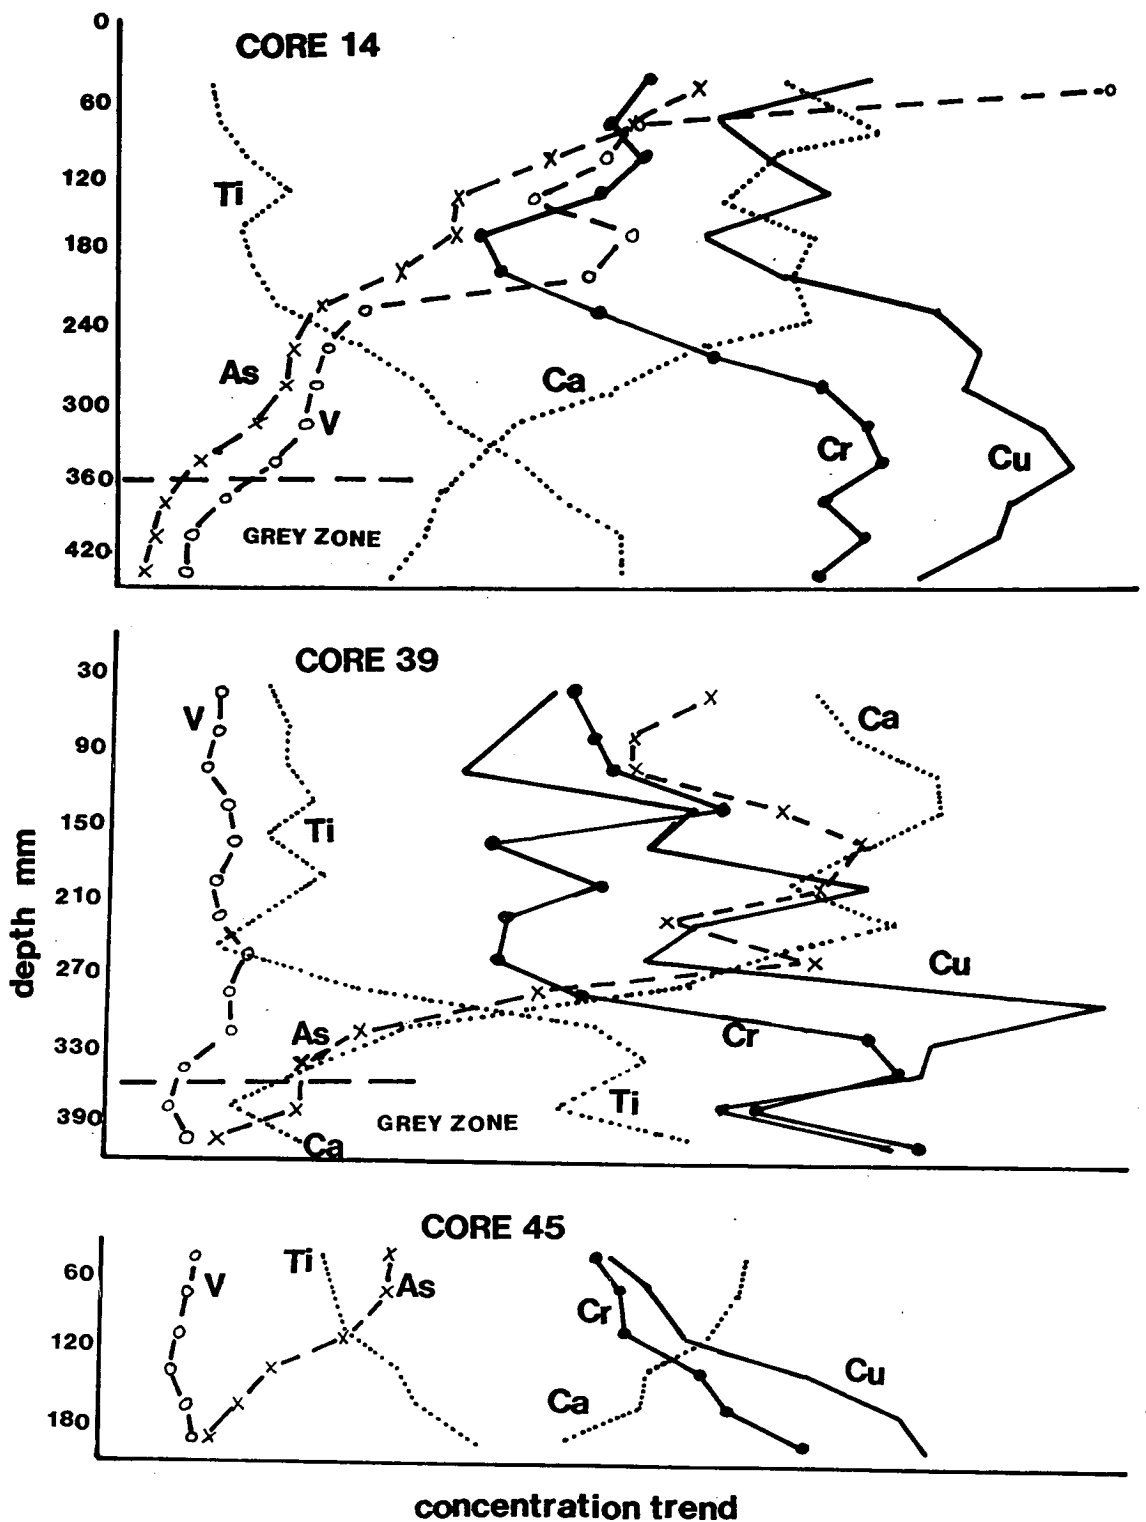 0
CORE 14
60
120
Ti
180
240
As
Ca
300
V
Cr
Cu
360
GREY ZONE
420
30
CORE 39
V
Ca
90
150
Ti
depth mm
210
270
Cu
As
Cr
330
Ti
390
GREY ZONE
Ca
CORE 45
60
Ti
V
As
Cr
120
Cu
Ca
180
concentration trend